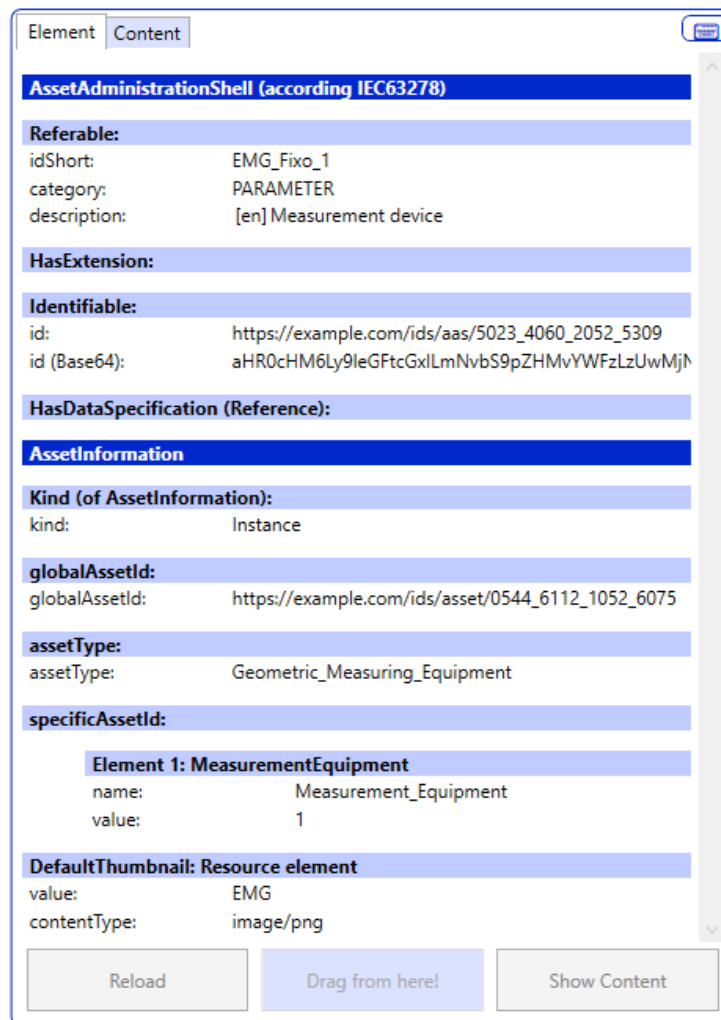 Element Content
AssetAdministrationShell (according IEC63278)
Referable:
idShort: EMG_Fixo_1
category: PARAMETER
description: [en] Measurement device
HasExtension:
Identifiable:
id: https://example.com/ids/aas/5023_4060_2052_5309
id (Base64): aHR0cHM6Ly9leGFtcGxlLmNvbS9pZHMvYWFzLzUwMjN
HasDataSpecification (Reference):
AssetInformation
Kind (of AssetInformation):
kind: Instance
globalAssetId:
globalAssetId: https://example.com/ids/asset/0544_6112_1052_6075
assetType:
assetType: Geometric_Measuring_Equipment
specificAssetId:
Element 1: MeasurementEquipment
name: Measurement_Equipment
value: 1
DefaultThumbnail: Resource element
value: EMG
contentType: image/png
Reload Drag from here! Show Content